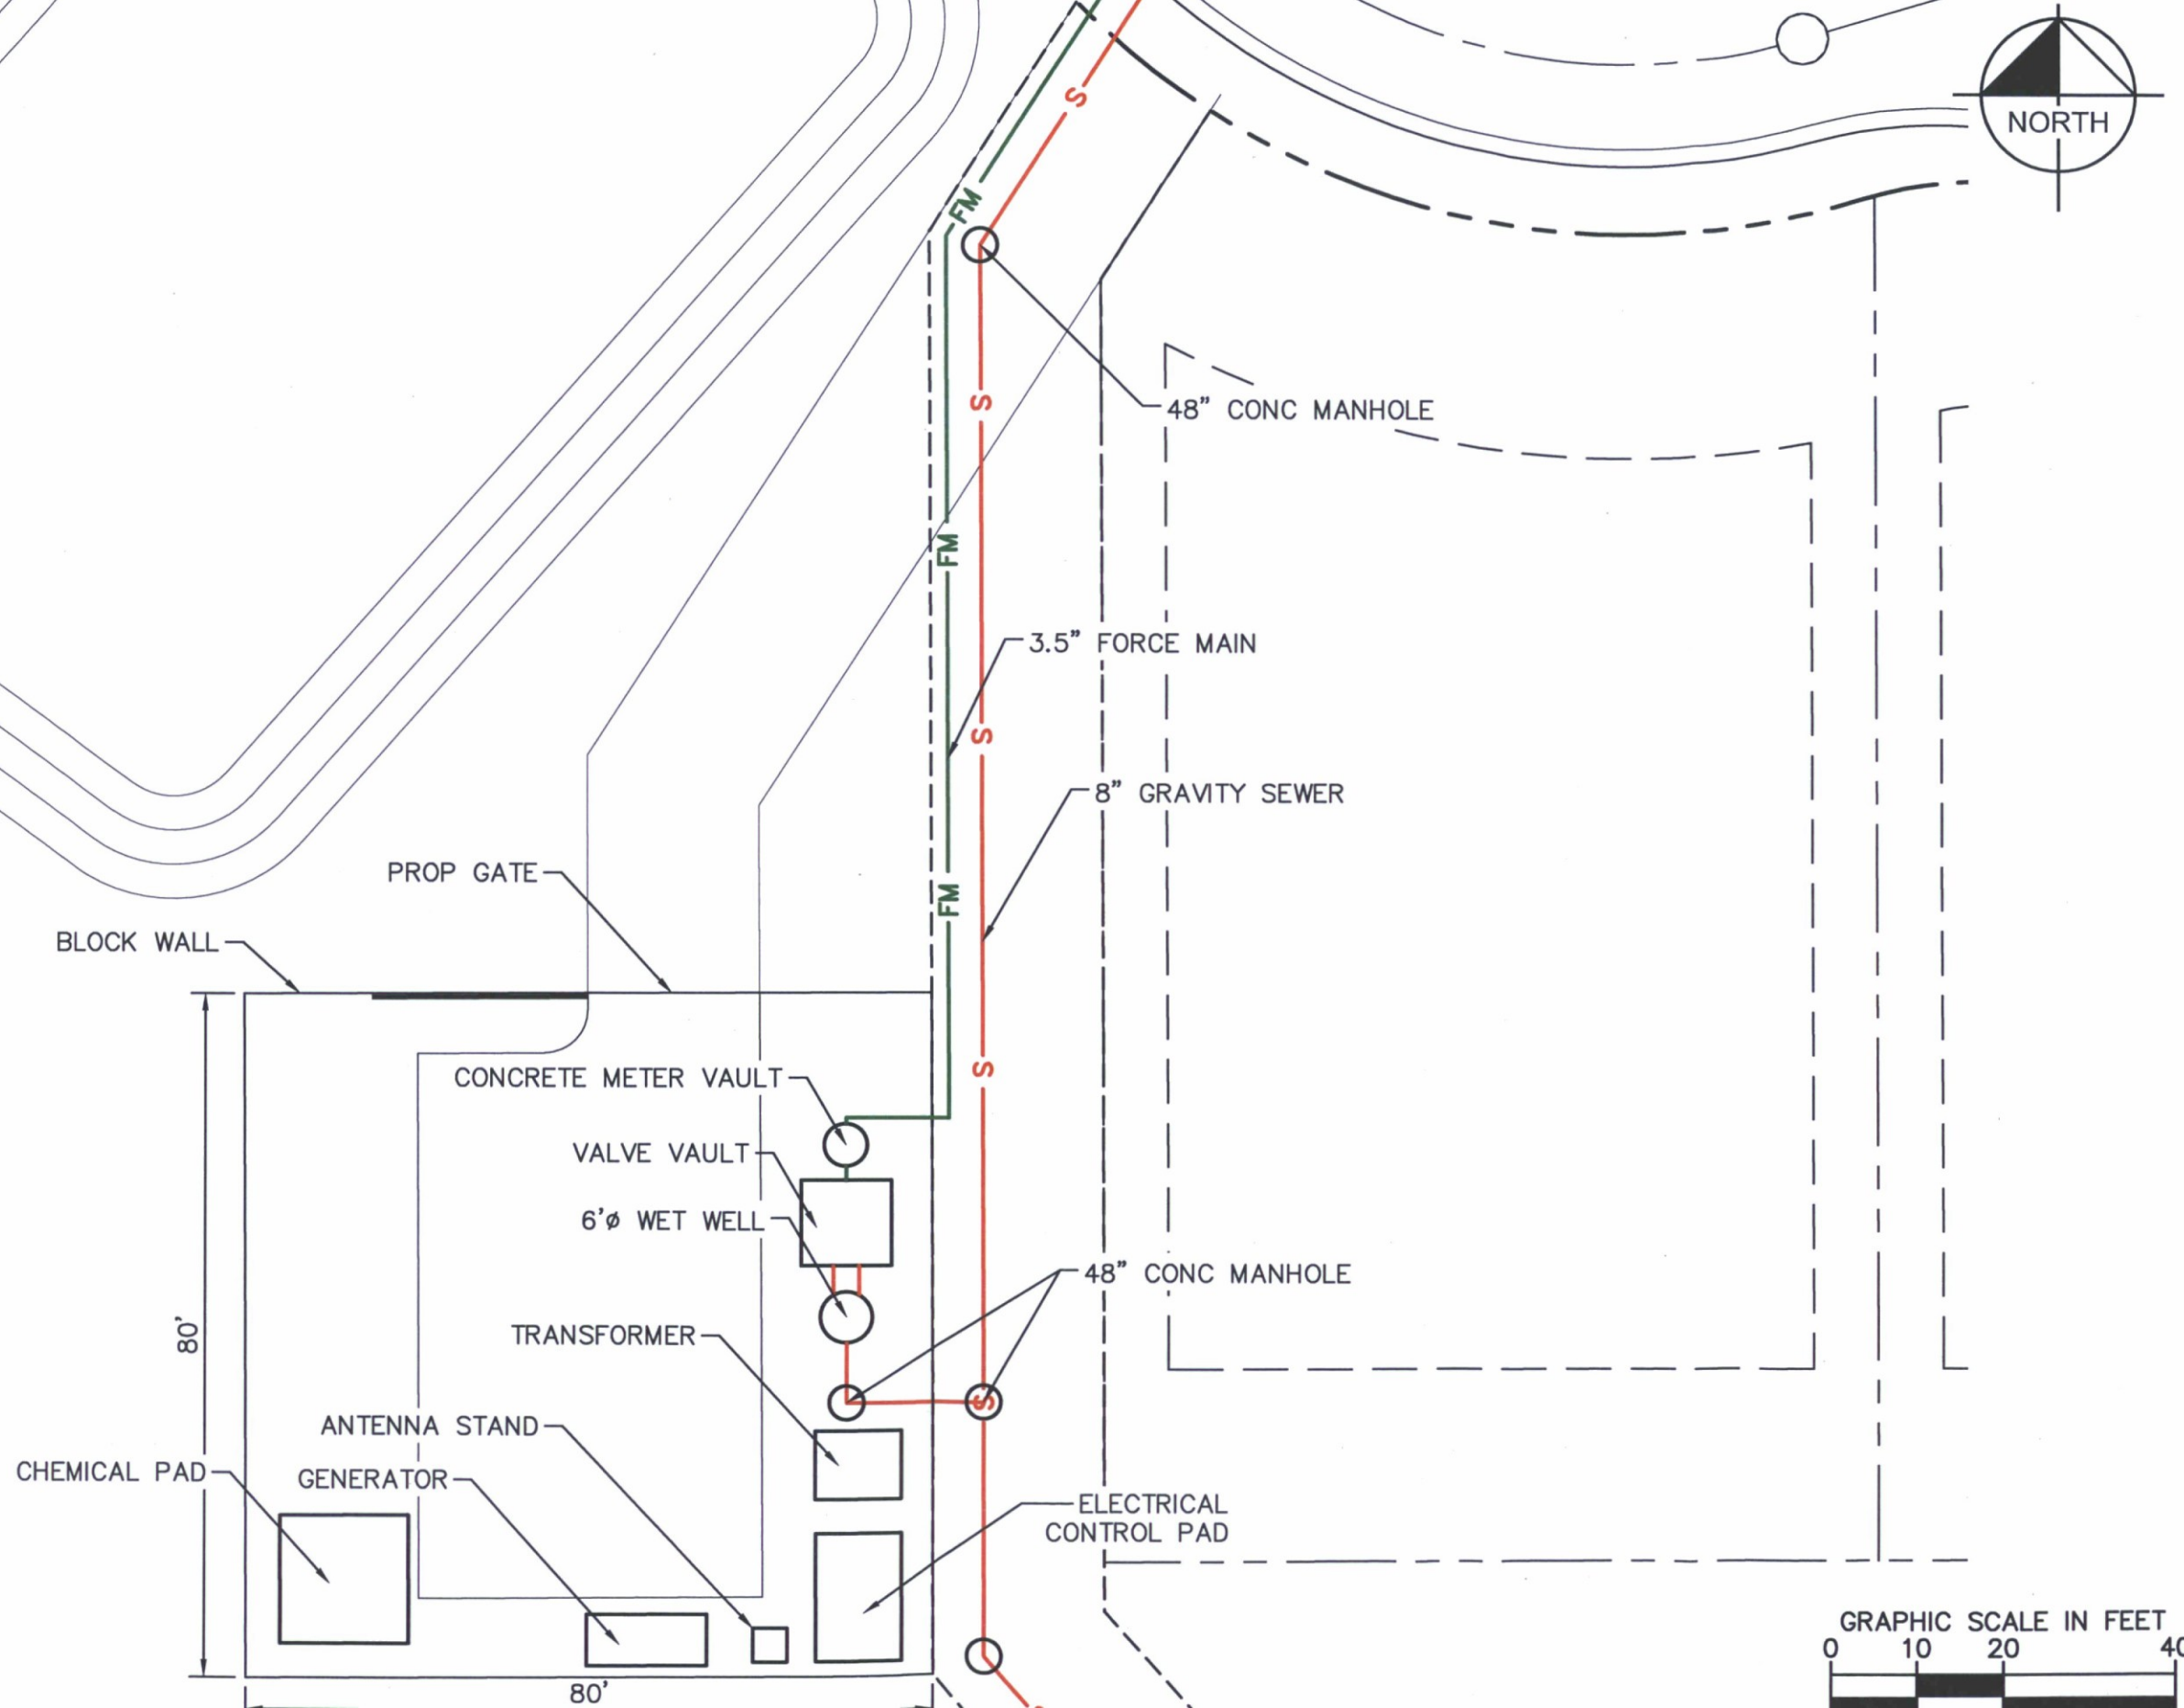 NORTH
S
FM
S
48" CONC MANHOLE
FM
3.5" FORCE MAIN
S
8" GRAVITY SEWER
PROP GATE
FM
BLOCK WALL
S
CONCRETE METER VAULT
VALVE VAULT
6'ø WET WELL
48" CONC MANHOLE
80'
TRANSFORMER
S
ANTENNA STAND
CHEMICAL PAD
GENERATOR
ELECTRICAL
CONTROL PAD
GRAPHIC SCALE IN FEET
0 10 20 40
80'